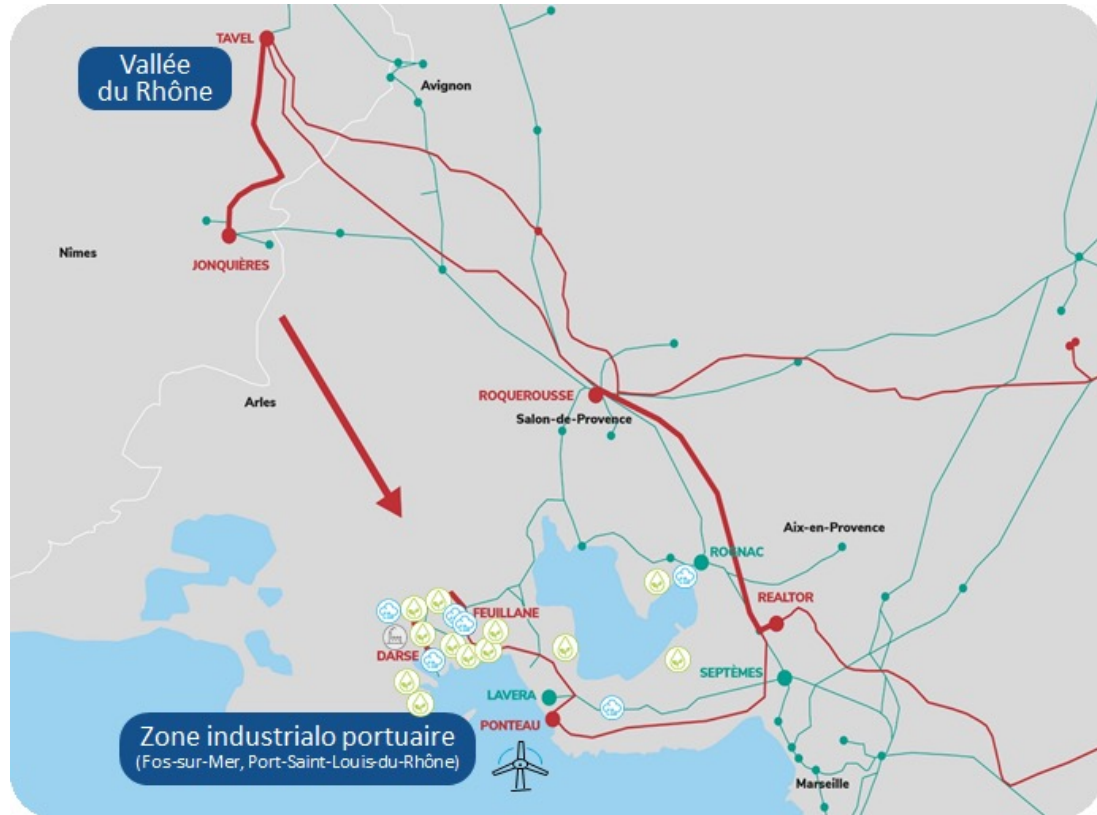 TAVEL
Vallée
du Rhône
Avignon
Nîmes
JONQUIÈRES
Arles
ROQUEROUSSE
Salon-de-Provence
Aix-en-Provence
ROGNAC
REALTOR
FEUILLANE
DARSE
SEPTÈMES
LAVERA
PONTEAU
Zone industrialo portuaire
(Fos-sur-Mer, Port-Saint-Louis-du-Rhône)
Marseille